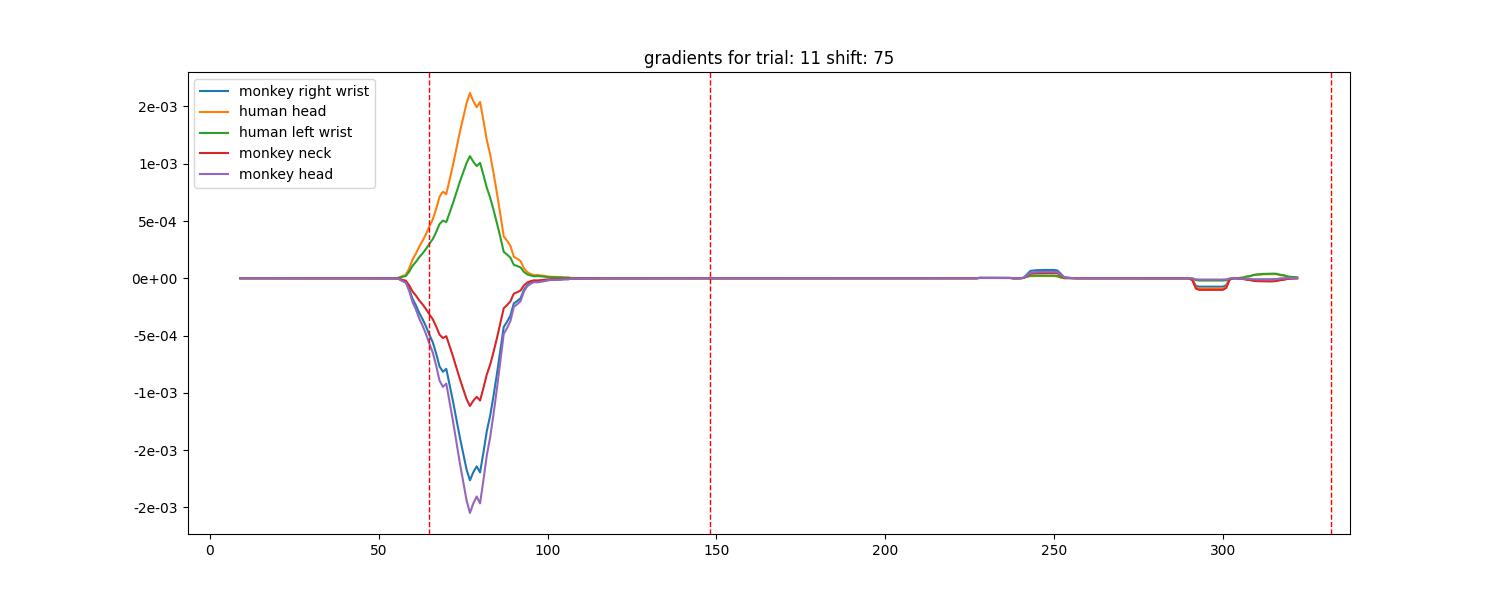 gradients for trial: 11 shift: 75
monkey right wrist
human head
human left wrist
monkey neck
monkey head
2e-03
1e-03
5e-04
0e+00
-5e-04
-1e-03
-2e-03
-2e-03
0 50 100 150 200 250 300